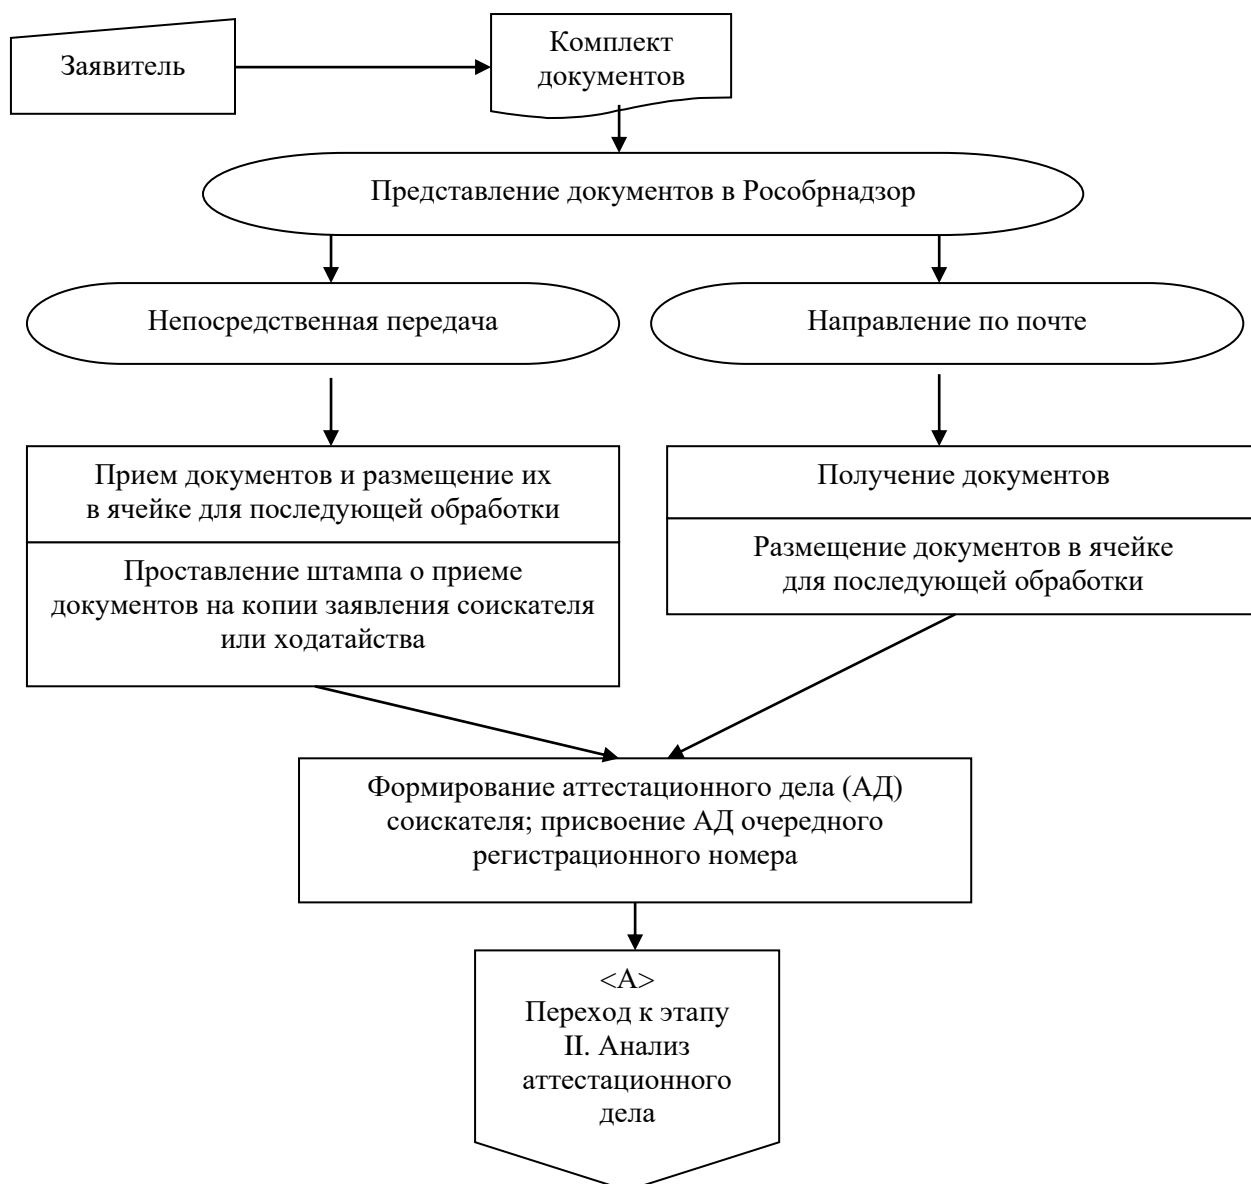 Заявитель
Комплект
документов
Представление документов в Рособрнадзор
Непосредственная передача
Направление по почте
Прием документов и размещение их
в ячейке для последующей обработки
Проставление штампа о приеме
документов на копии заявления соискателя
или ходатайства
Получение документов
Размещение документов в ячейке
для последующей обработки
Формирование аттестационного дела (АД)
соискателя; присвоение АД очередного
регистрационного номера
<А>
Переход к этапу
II. Анализ
аттестационного
дела